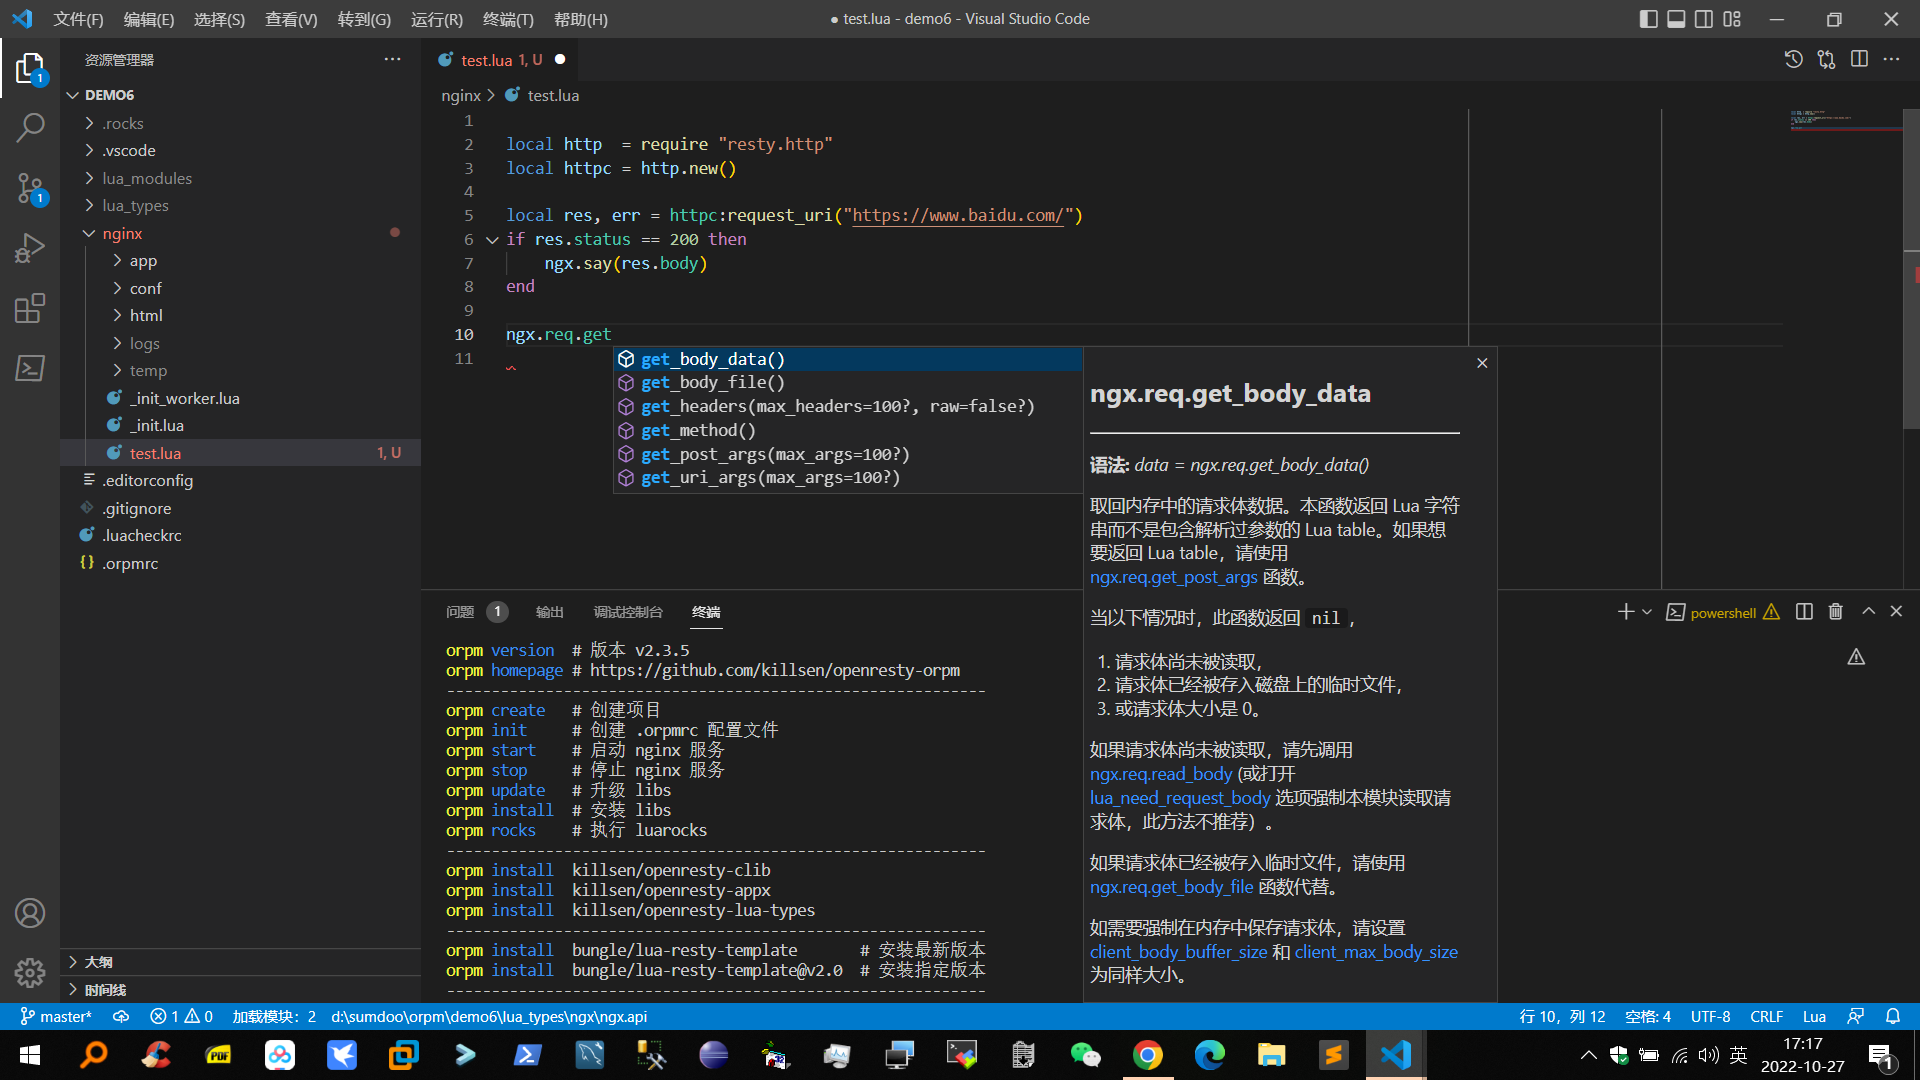 文件(F) 编辑(E) 选择(S) 查看(V) 转到(G) 运行(R) 终端(T) 帮助(H)
● test.lua - demo6 - Visual Studio Code
资源管理器
DEMO6
.rocks
.vscode
lua_modules
lua_types
nginx
app
conf
html
logs
temp
_init_worker.lua
_init.lua
test.lua 1, U
.editorconfig
.gitignore
.luacheckrc
.orpmrc
大纲
时间线
test.lua 1, U
nginx > test.lua
1
2 local http  = require "resty.http"
3 local httpc = http.new()
4
5 local res, err = httpc:request_uri("https://www.baidu.com/")
6 if res.status == 200 then
7     ngx.say(res.body)
8 end
9
10 ngx.req.get
11
get_body_data()
get_body_file()
get_headers(max_headers=100?, raw=false?)
get_method()
get_post_args(max_args=100?)
get_uri_args(max_args=100?)
ngx.req.get_body_data
语法: data = ngx.req.get_body_data()
取回内存中的请求体数据。本函数返回 Lua 字符
串而不是包含解析过参数的 Lua table。如果想
要返回 Lua table，请使用
ngx.req.get_post_args 函数。
当以下情况时，此函数返回 nil ，
1. 请求体尚未被读取，
2. 请求体已经被存入磁盘上的临时文件，
3. 或请求体大小是 0。
如果请求体尚未被读取，请先调用
ngx.req.read_body (或打开
lua_need_request_body 选项强制本模块读取请
求体，此方法不推荐）。
如果请求体已经被存入临时文件，请使用
ngx.req.get_body_file 函数代替。
如需要强制在内存中保存请求体，请设置
client_body_buffer_size 和 client_max_body_size
为同样大小。
问题 1 输出 调试控制台 终端
powershell
orpm version  # 版本 v2.3.5
orpm homepage # https://github.com/killsen/openresty-orpm
------------------------------------------------------------
orpm create   # 创建项目
orpm init     # 创建 .orpmrc 配置文件
orpm start    # 启动 nginx 服务
orpm stop     # 停止 nginx 服务
orpm update   # 升级 libs
orpm install  # 安装 libs
orpm rocks    # 执行 luarocks
------------------------------------------------------------
orpm install  killsen/openresty-clib
orpm install  killsen/openresty-appx
orpm install  killsen/openresty-lua-types
------------------------------------------------------------
orpm install  bungle/lua-resty-template       # 安装最新版本
orpm install  bungle/lua-resty-template@v2.0  # 安装指定版本
------------------------------------------------------------
master* 1 0 加载模块：2 d:\sumdoo\orpm\demo6\lua_types\ngx\ngx.api
行 10，列 12 空格: 4 UTF-8 CRLF Lua
PDF
英
17:17
2022-10-27
1